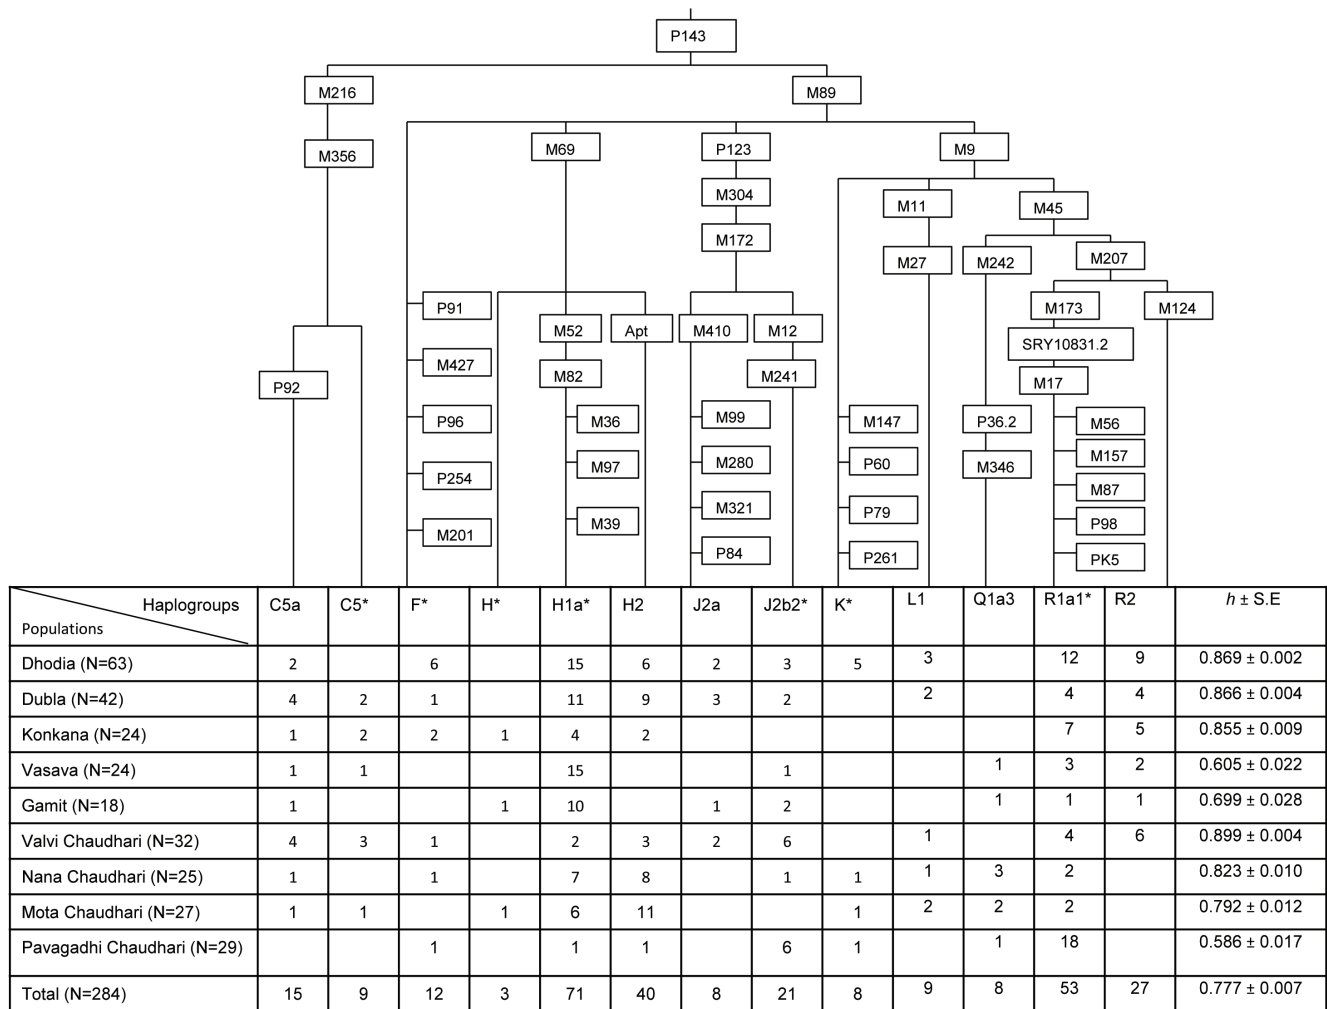 P143
M216
M89
M356
M69
P123
M9
M304
M11
M45
M172
M27
M242
M207
P91
M173
M124
M52
Apt
M410
M12
SRY10831.2
M427
M82
M241
M17
P92
P96
M36
M99
M147
P36.2
M56
M97
M280
P60
M346
M157
P254
M87
M39
M321
P79
P98
M201
P84
P261
PK5
Haplogroups C5a C5* F* H* H1a* H2 J2a J2b2* K* L1 Q1a3 R1a1* R2 h ± S.E
Populations
Dhodia (N=63) 2 6 15 6 2 3 5 3 12 9 0.869 ± 0.002
Dubla (N=42) 4 2 1 11 9 3 2 2 4 4 0.866 ± 0.004
Konkana (N=24) 1 2 2 1 4 2 7 5 0.855 ± 0.009
Vasava (N=24) 1 1 15 1 1 3 2 0.605 ± 0.022
Gamit (N=18) 1 1 10 1 2 1 1 1 0.699 ± 0.028
Valvi Chaudhari (N=32) 4 3 1 2 3 2 6 1 4 6 0.899 ± 0.004
Nana Chaudhari (N=25) 1 1 7 8 1 1 1 3 2 0.823 ± 0.010
Mota Chaudhari (N=27) 1 1 1 6 11 1 2 2 2 0.792 ± 0.012
Pavagadhi Chaudhari (N=29) 1 1 1 6 1 1 18 0.586 ± 0.017
Total (N=284) 15 9 12 3 71 40 8 21 8 9 8 53 27 0.777 ± 0.007